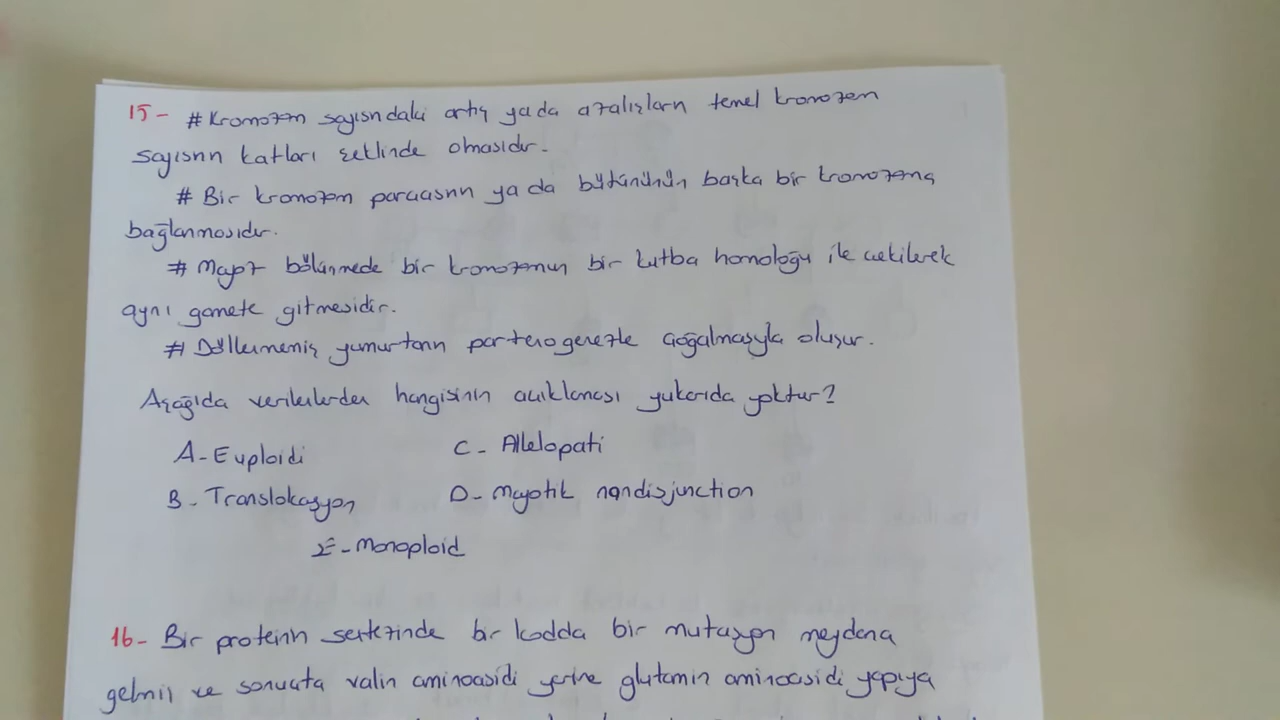 15- # Kromozom sayısındaki artış ya da azalışların temel kromozom
sayısının katları şeklinde olmasıdır.
# Bir kromozom parçasının ya da bütününün başka bir kromozoma
bağlanmasıdır.
# Mayoz bölünmede bir kromozomun bir kutba homoloğu ile çekilerek
aynı gamete gitmesidir.
# Döllenmemiş yumurtanın partenogenezle çoğalmasıyla oluşur.
Aşağıda verilenlerden hangisinin açıklaması yukarıda yoktur?
A- Euploidi
C- Allelopati
B- Translokasyon
D- Mayotik nondisjunction
E- Monoploid
16- Bir proteinin sentezinde bir kodda bir mutasyon meydana
gelmiş ve sonuçta valin aminoasidi yerine glutamin aminoasidi yapıya